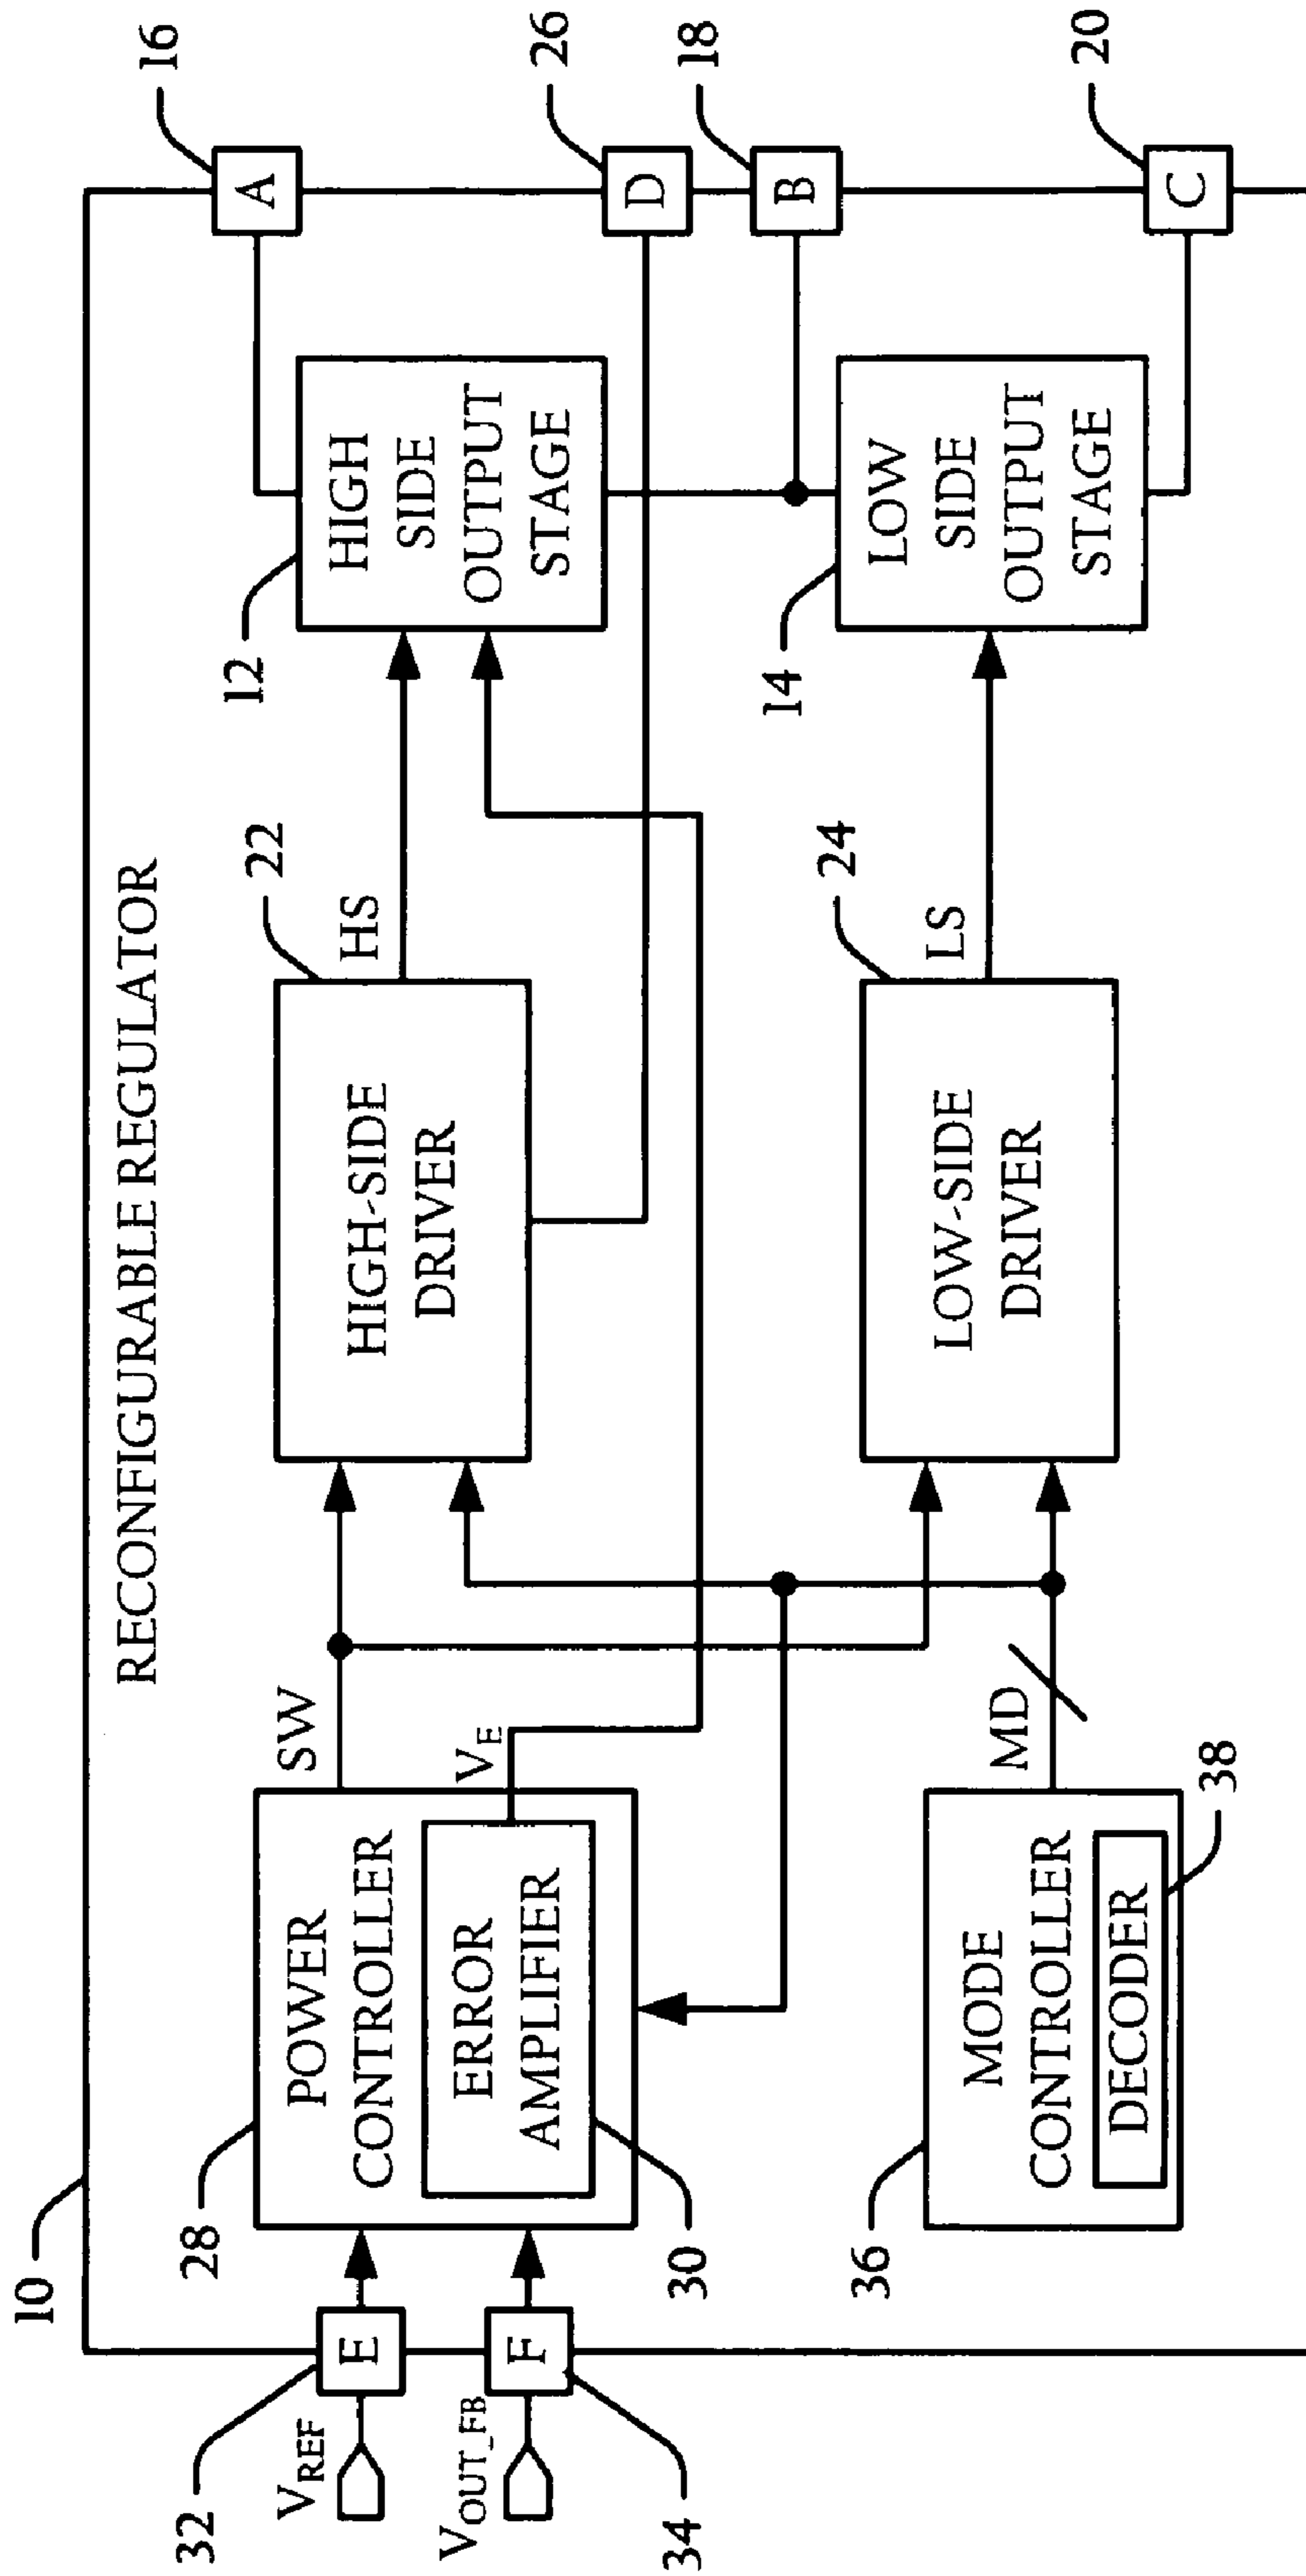 RECONFIGURABLE REGULATOR
10
32
VREF
E
28
POWER
CONTROLLER
SW
22
HIGH-SIDE
DRIVER
HS
12
HIGH
SIDE
OUTPUT
STAGE
A
16
34
VOUT_FB
F
30
ERROR
AMPLIFIER
VE
D
26
B
18
36
MODE
CONTROLLER
DECODER
38
MD
24
LOW-SIDE
DRIVER
LS
14
LOW
SIDE
OUTPUT
STAGE
C
20